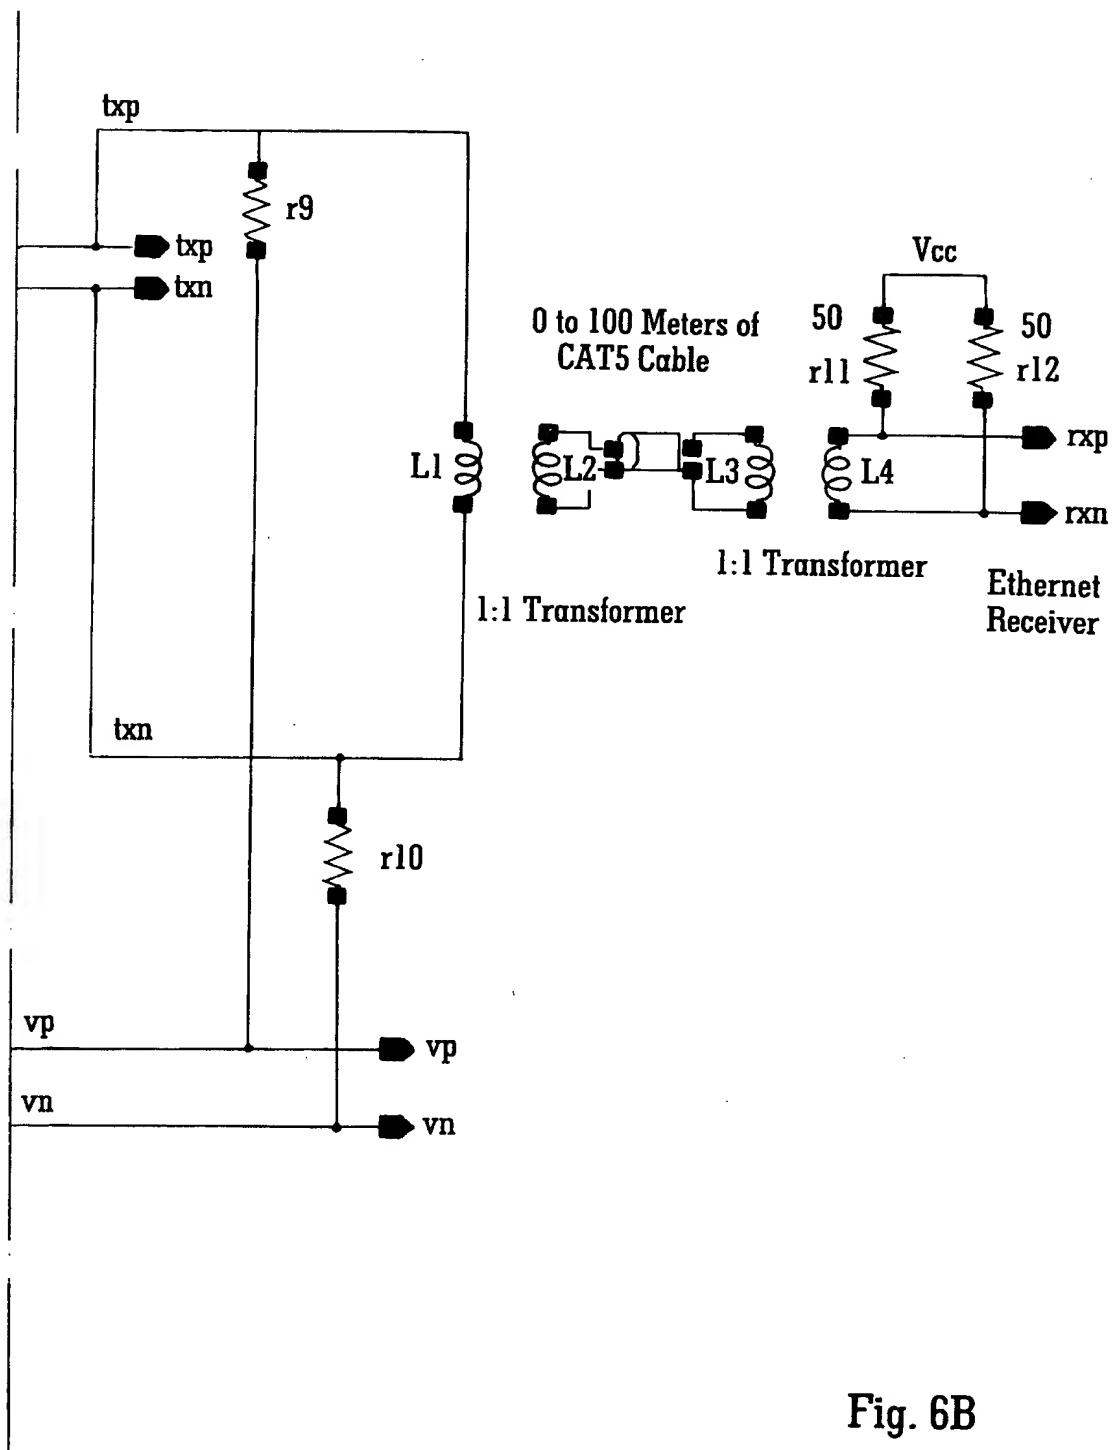 txp
r9
txp
txn
Vcc
0 to 100 Meters of
CAT5 Cable
50
r11
50
r12
rxp
L1
L2
L3
L4
rxn
1:1 Transformer
1:1 Transformer
Ethernet
Receiver
txn
r10
vp
vp
vn
vn
Fig. 6B